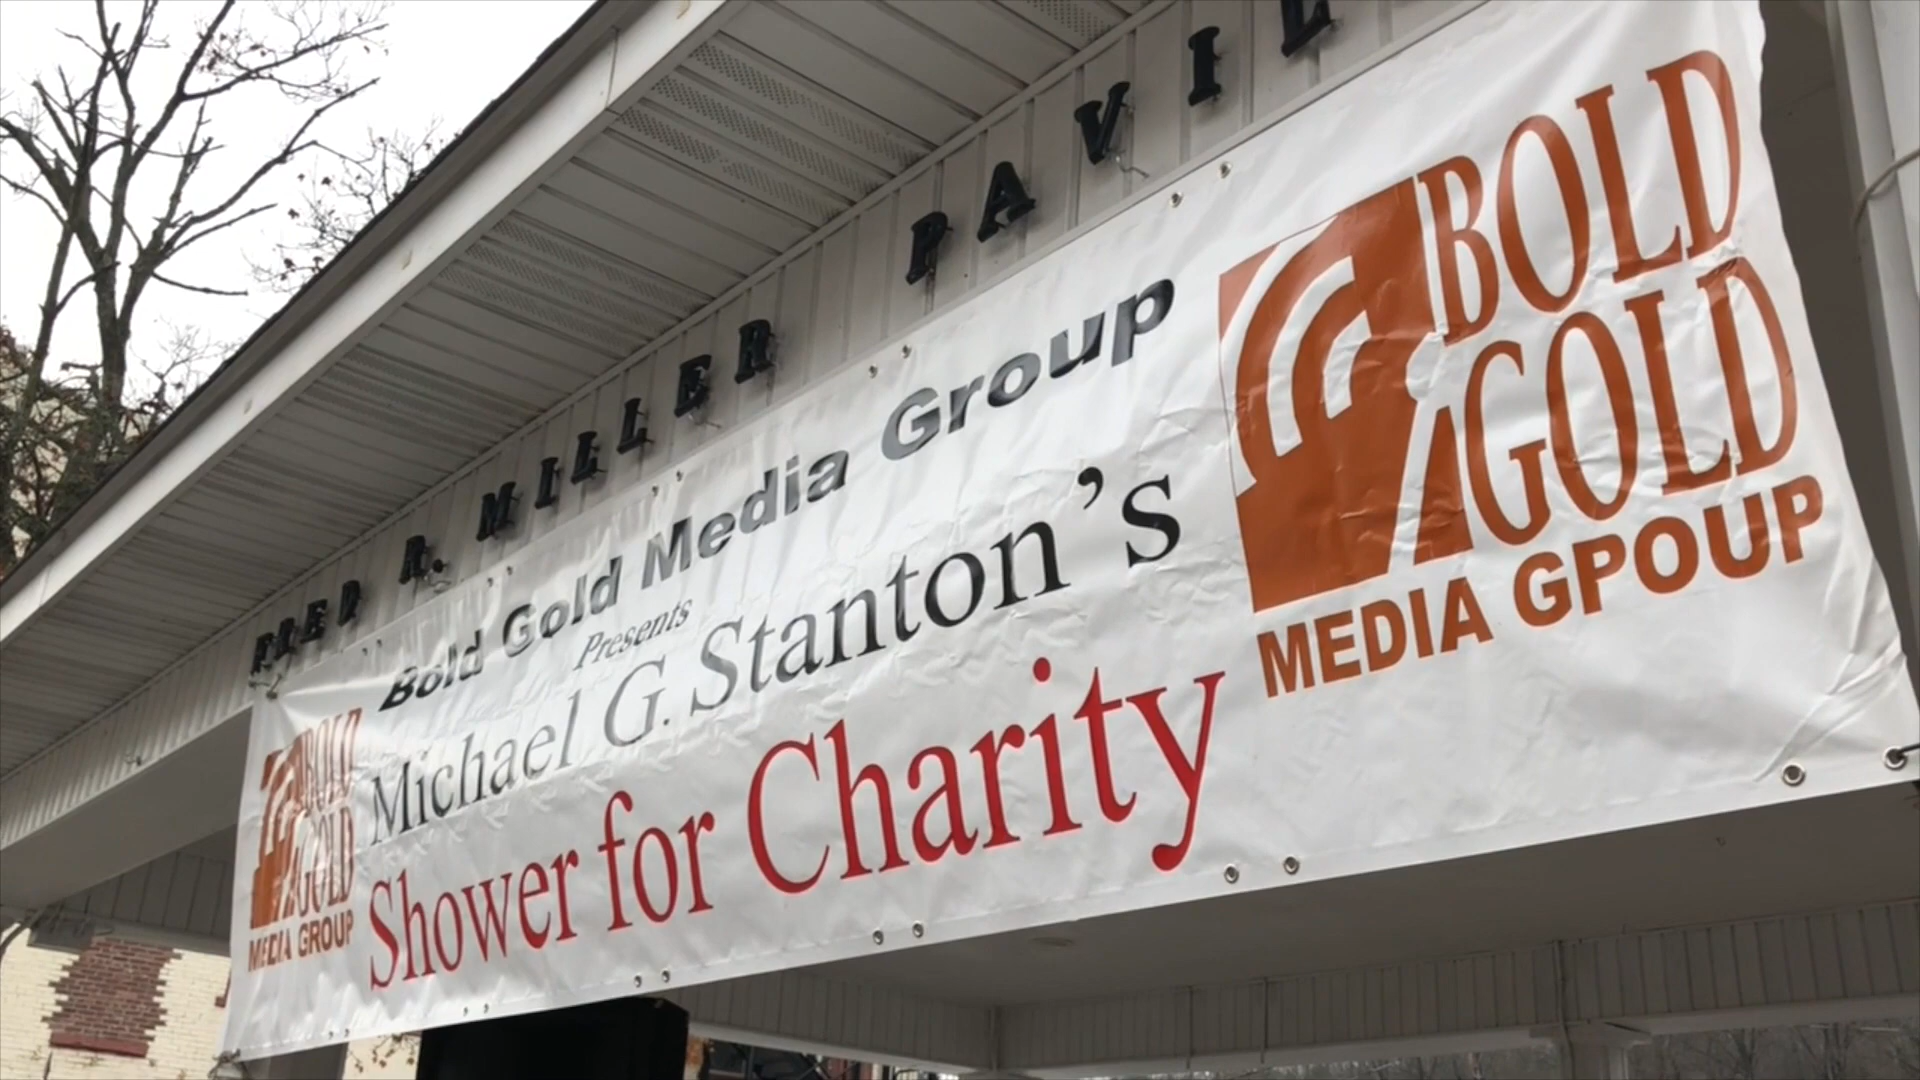 FRED R. MILLER PAVIL
Bold Gold Media Group
Presents
Michael G. Stanton's
Shower for Charity
BOLD
GOLD
MEDIA GROUP
BOLD
GOLD
MEDIA GPOUP